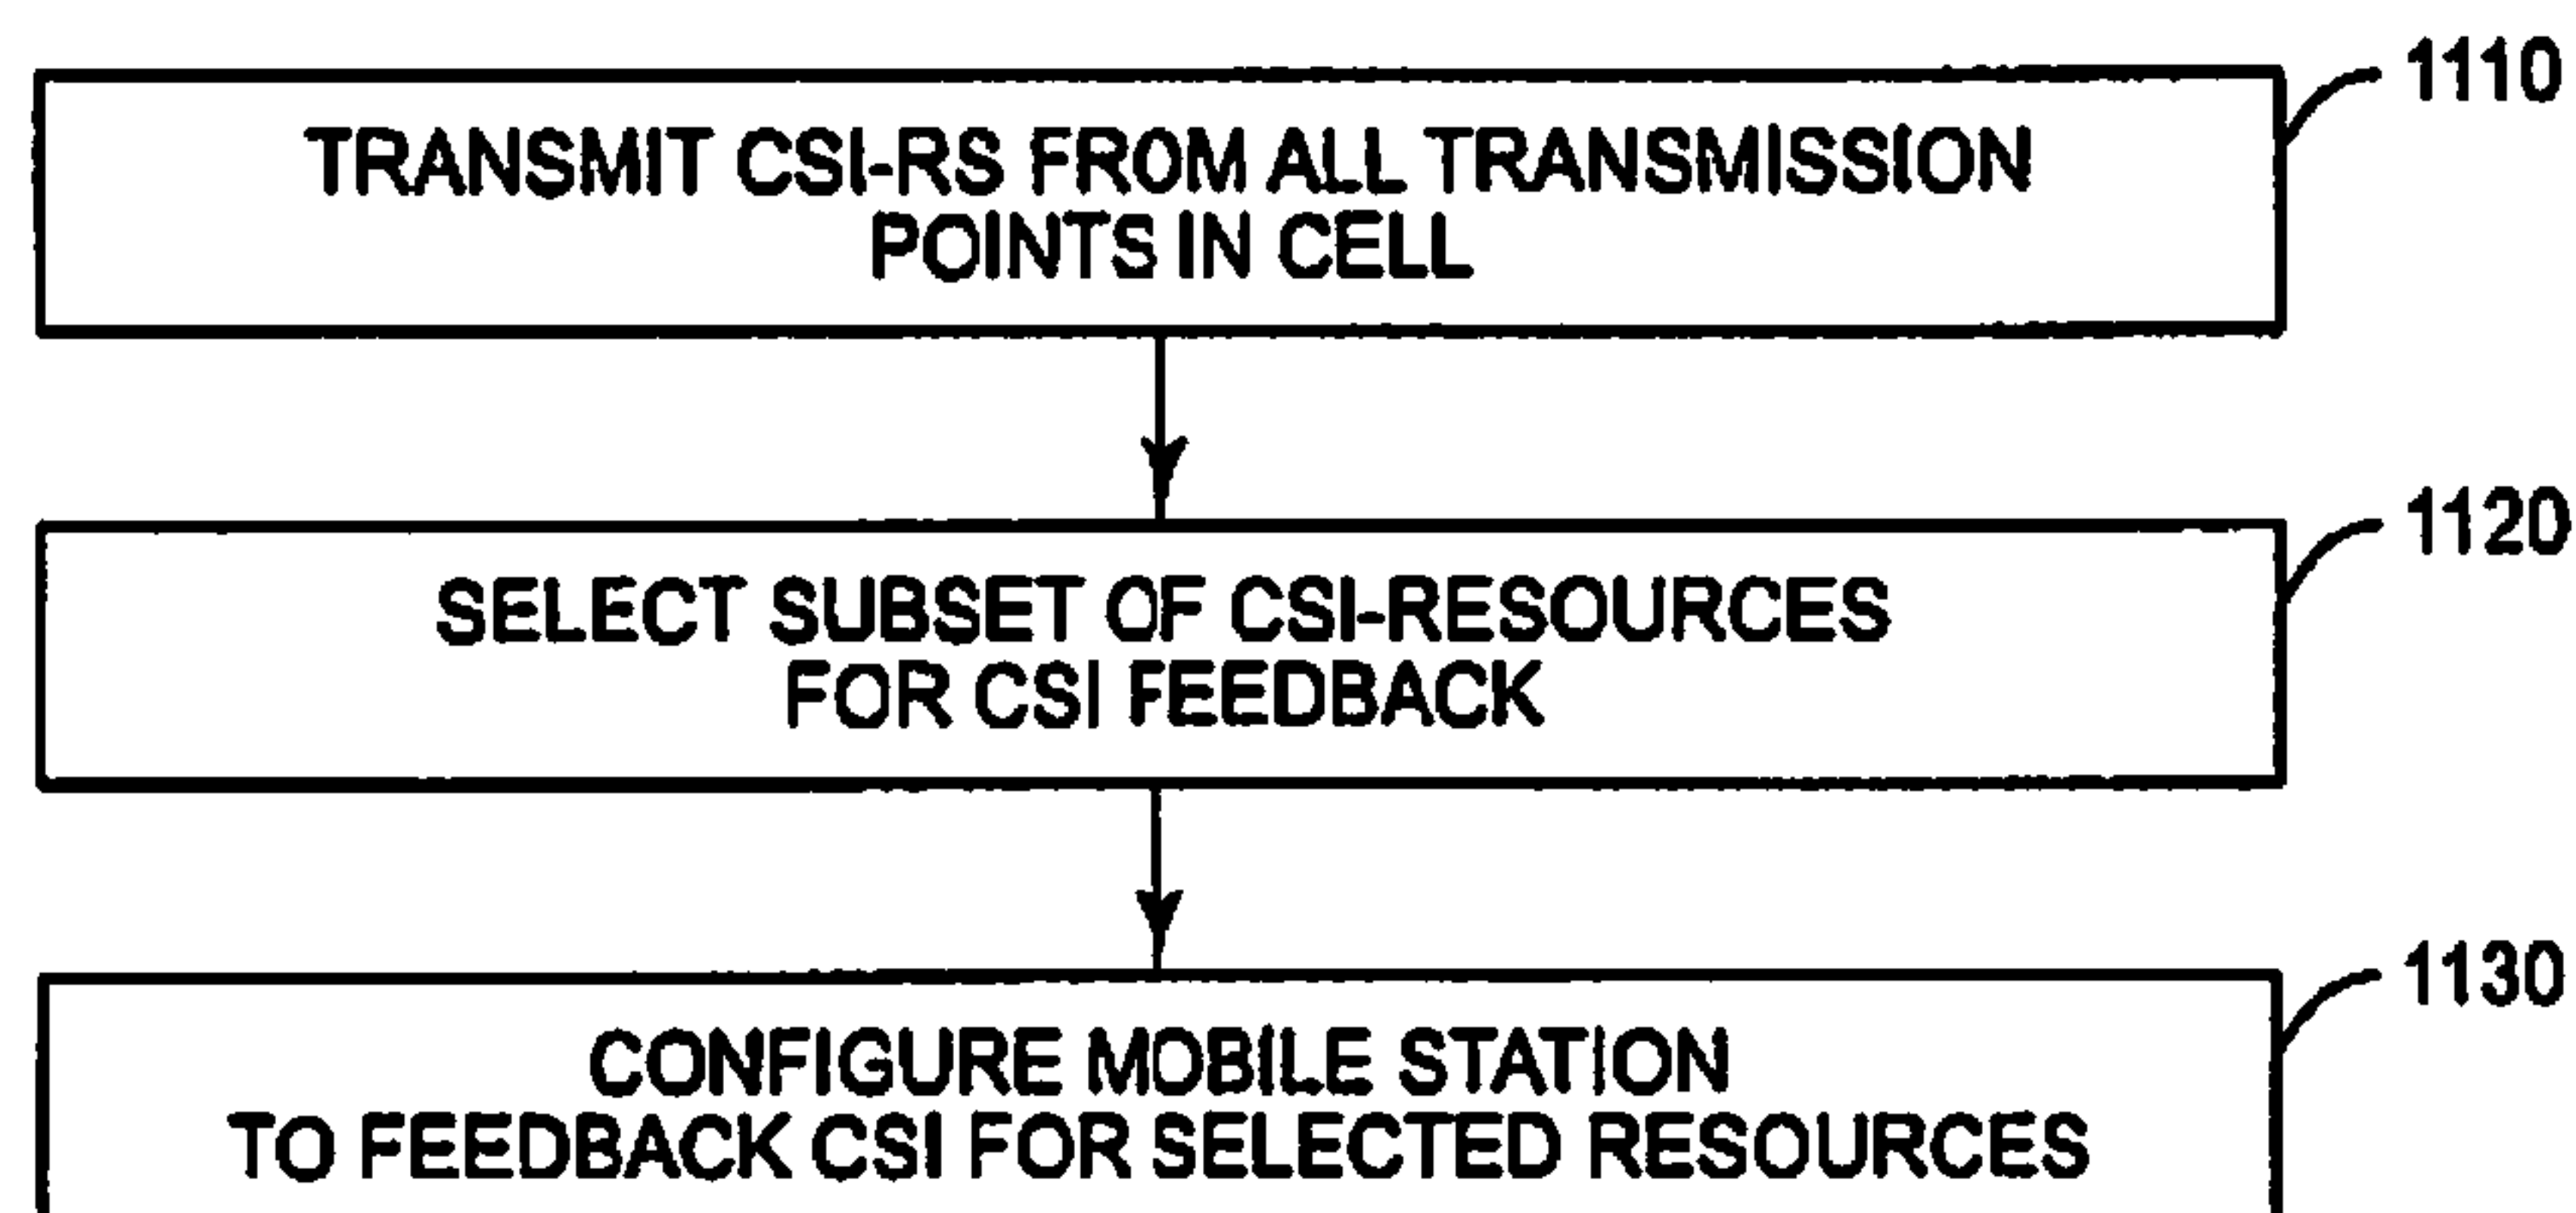 1110
TRANSMIT CSI-RS FROM ALL TRANSMISSION
POINTS IN CELL
1120
SELECT SUBSET OF CSI-RESOURCES
FOR CSI FEEDBACK
1130
CONFIGURE MOBILE STATION
TO FEEDBACK CSI FOR SELECTED RESOURCES